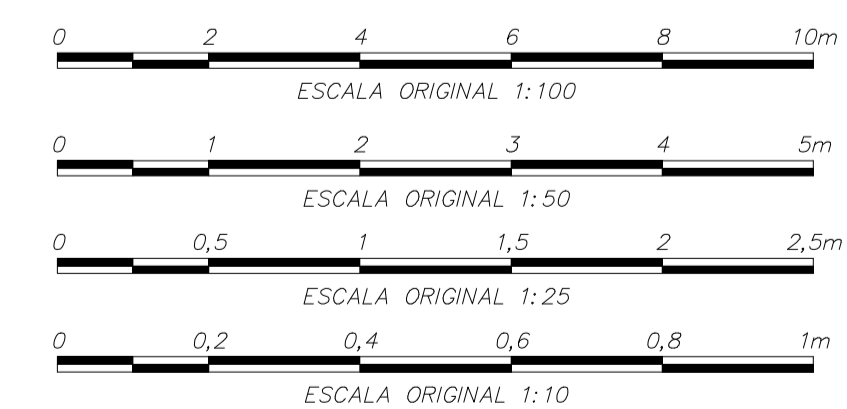 0 2 4 6 8 10m
ESCALA ORIGINAL 1:100
0 1 2 3 4 5m
ESCALA ORIGINAL 1:50
0 0,5 1 1,5 2 2,5m
ESCALA ORIGINAL 1:25
0 0,2 0,4 0,6 0,8 1m
ESCALA ORIGINAL 1:10